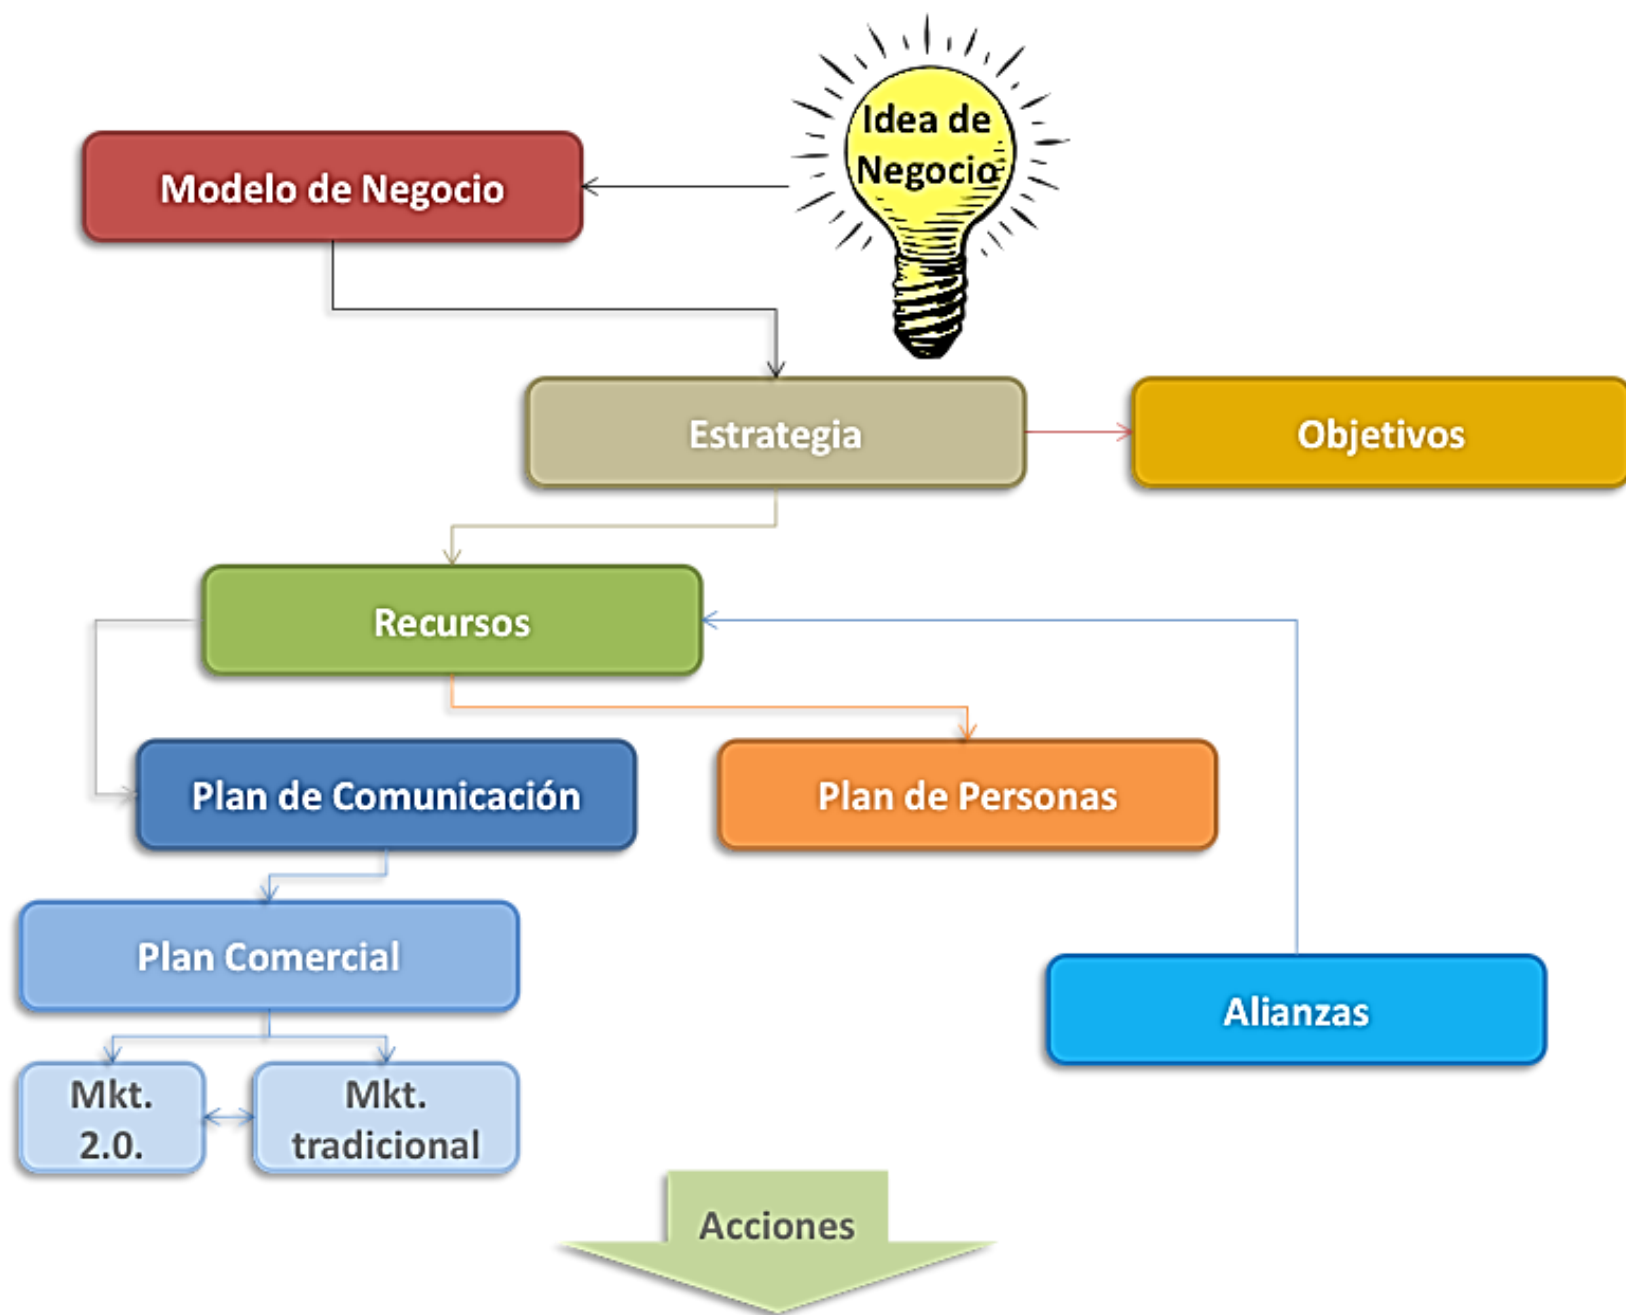 Idea de
Negocio
Modelo de Negocio
Estrategia
Objetivos
Recursos
Plan de Comunicación
Plan de Personas
Plan Comercial
Alianzas
Mkt.
2.0.
Mkt.
tradicional
Acciones